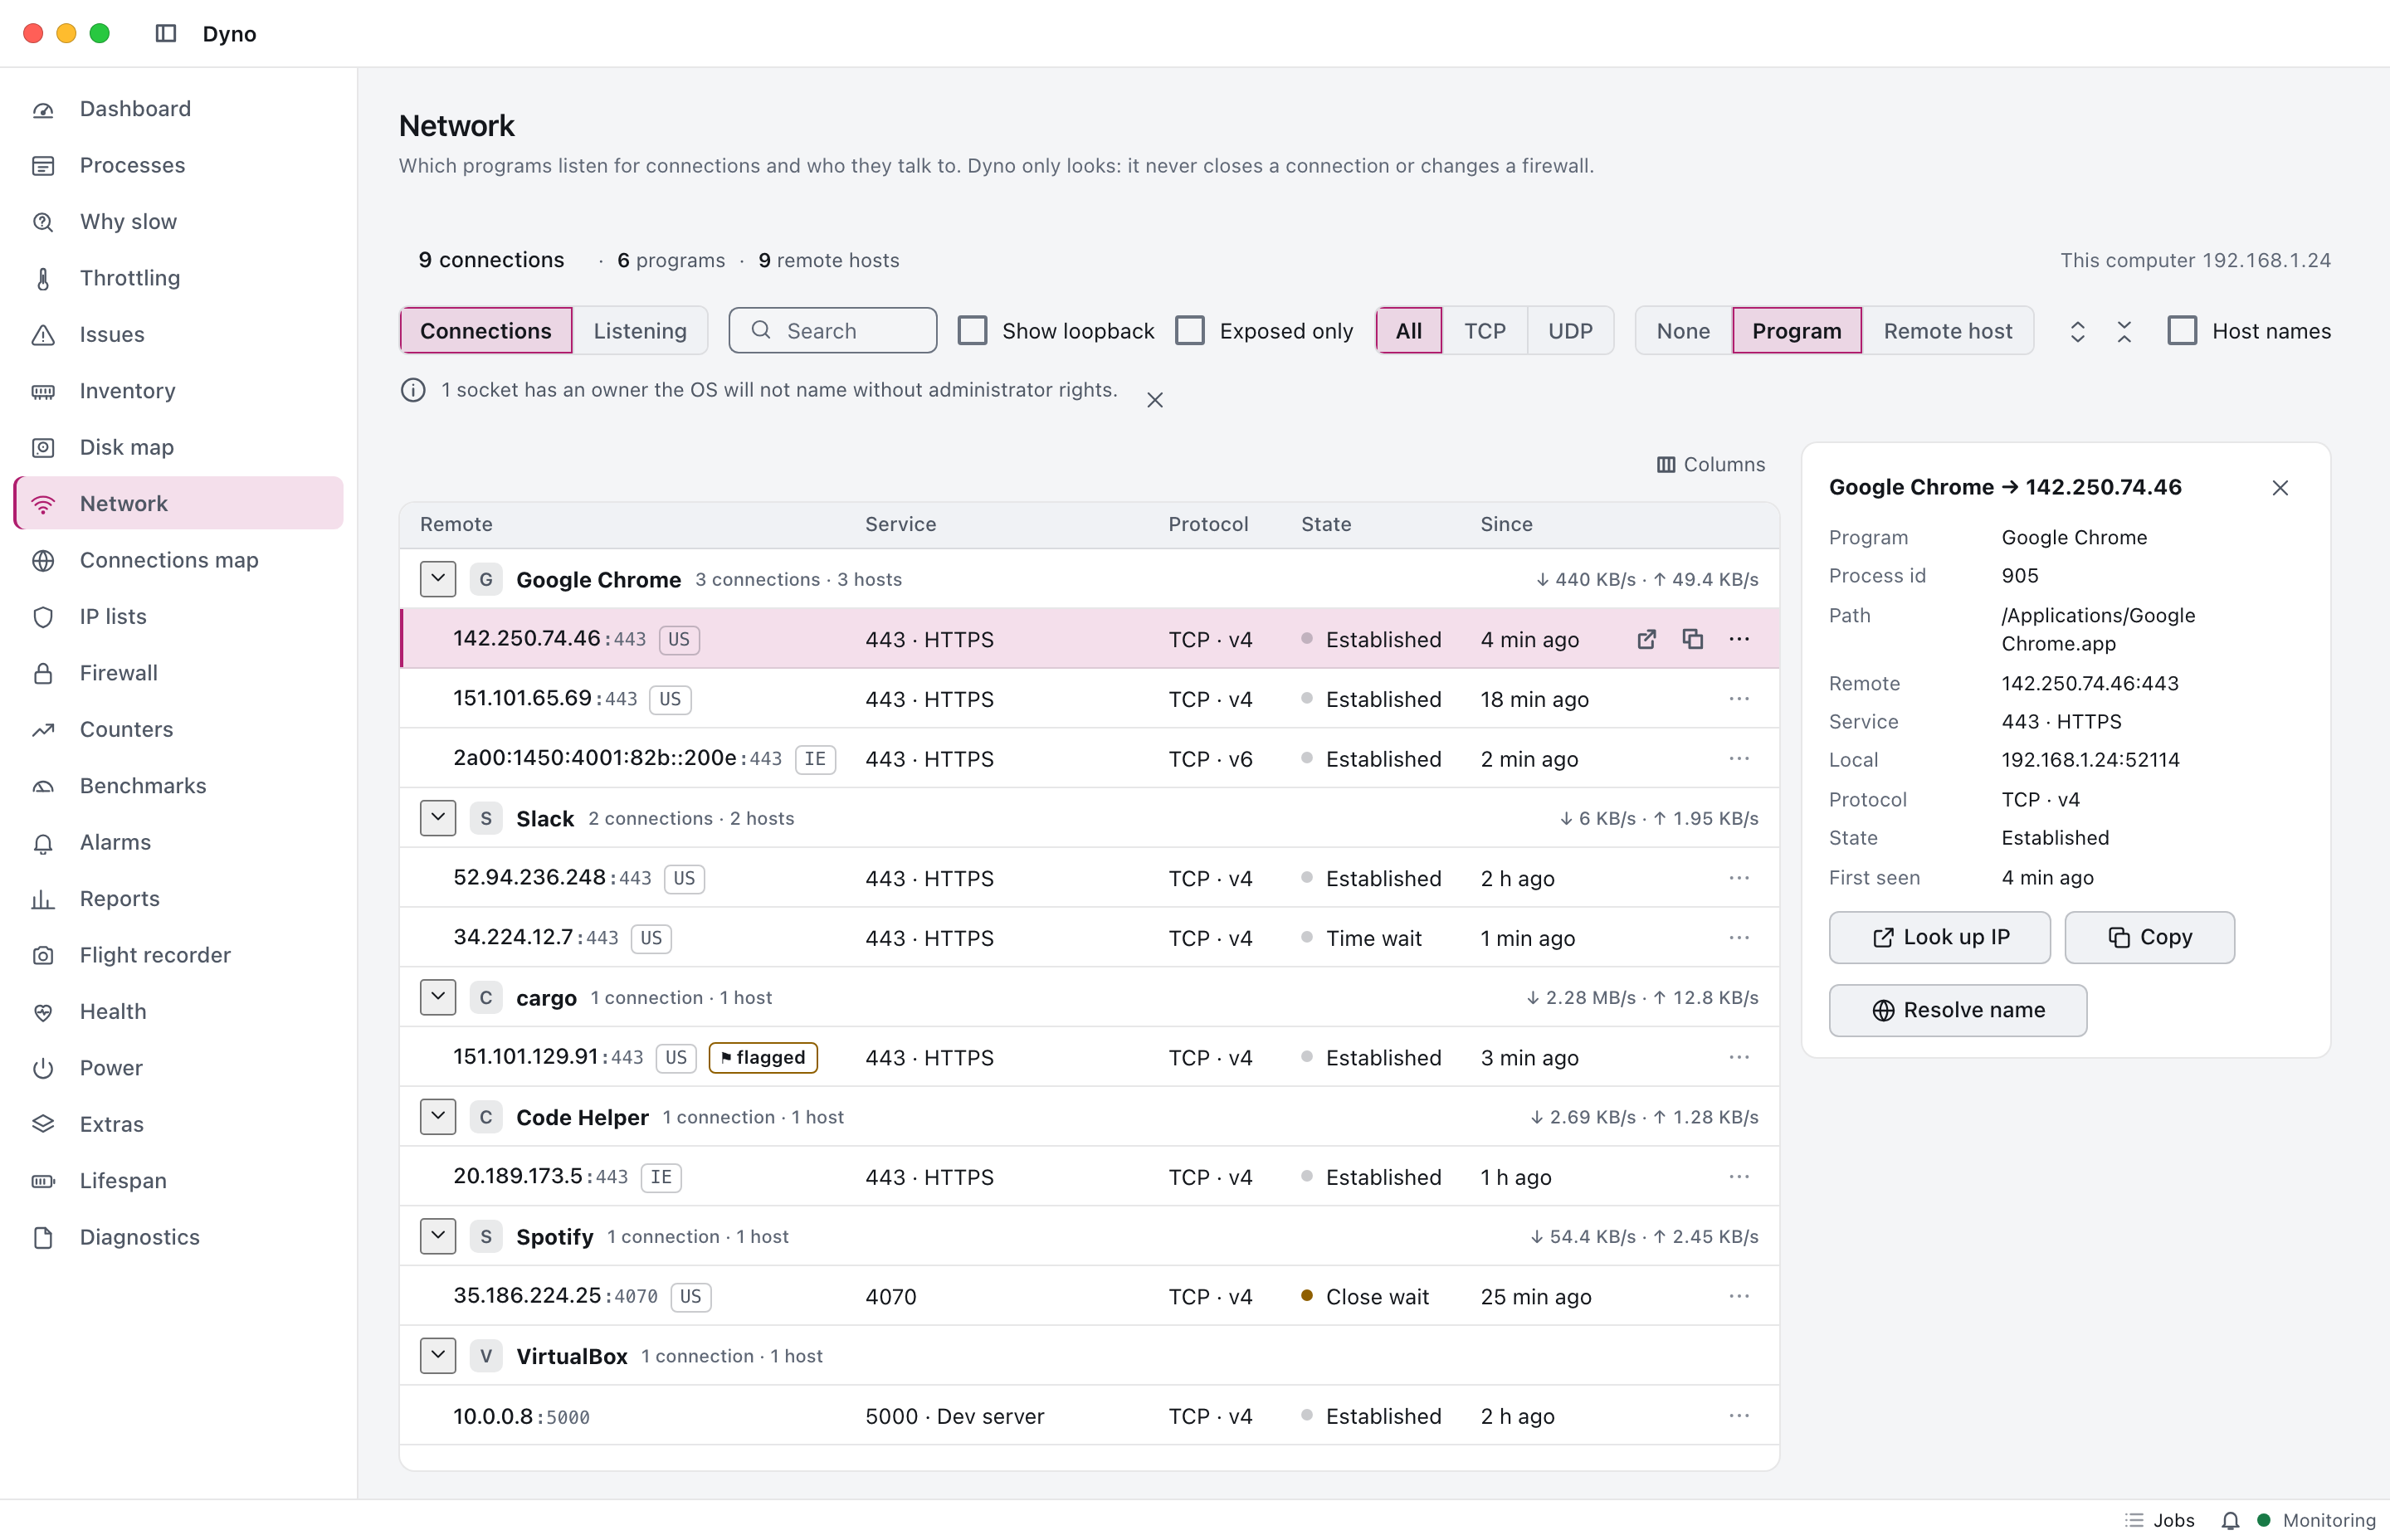 Dyno
Dashboard
Processes
Why slow
Throttling
Issues
Inventory
Disk map
Network
Connections map
IP lists
Firewall
Counters
Benchmarks
Alarms
Reports
Flight recorder
Health
Power
Extras
Lifespan
Diagnostics
Network
Which programs listen for connections and who they talk to. Dyno only looks: it never closes a connection or changes a firewall.
9 connections · 6 programs · 9 remote hosts
This computer 192.168.1.24
Connections Listening Search Show loopback Exposed only All TCP UDP None Program Remote host Host names
1 socket has an owner the OS will not name without administrator rights.
Columns
Remote Service Protocol State Since
G Google Chrome 3 connections · 3 hosts ↓ 440 KB/s · ↑ 49.4 KB/s
142.250.74.46:443 US 443 · HTTPS TCP · v4 Established 4 min ago
151.101.65.69:443 US 443 · HTTPS TCP · v4 Established 18 min ago
2a00:1450:4001:82b::200e:443 IE 443 · HTTPS TCP · v6 Established 2 min ago
S Slack 2 connections · 2 hosts ↓ 6 KB/s · ↑ 1.95 KB/s
52.94.236.248:443 US 443 · HTTPS TCP · v4 Established 2 h ago
34.224.12.7:443 US 443 · HTTPS TCP · v4 Time wait 1 min ago
C cargo 1 connection · 1 host ↓ 2.28 MB/s · ↑ 12.8 KB/s
151.101.129.91:443 US flagged 443 · HTTPS TCP · v4 Established 3 min ago
C Code Helper 1 connection · 1 host ↓ 2.69 KB/s · ↑ 1.28 KB/s
20.189.173.5:443 IE 443 · HTTPS TCP · v4 Established 1 h ago
S Spotify 1 connection · 1 host ↓ 54.4 KB/s · ↑ 2.45 KB/s
35.186.224.25:4070 US 4070 TCP · v4 Close wait 25 min ago
V VirtualBox 1 connection · 1 host
10.0.0.8:5000 5000 · Dev server TCP · v4 Established 2 h ago
Google Chrome → 142.250.74.46
Program Google Chrome
Process id 905
Path /Applications/Google
Chrome.app
Remote 142.250.74.46:443
Service 443 · HTTPS
Local 192.168.1.24:52114
Protocol TCP · v4
State Established
First seen 4 min ago
Look up IP Copy
Resolve name
Jobs Monitoring